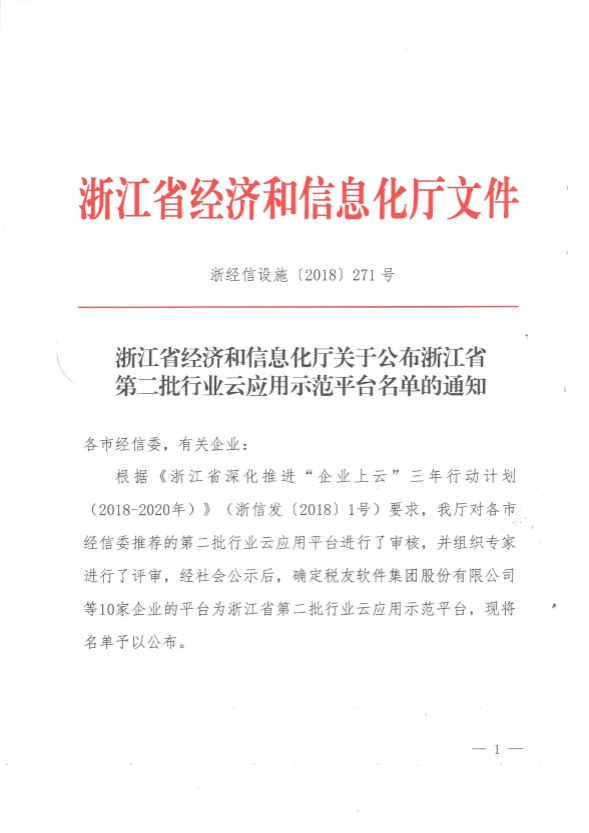 浙江省经济和信息化厅文件
浙经信设施〔2018〕271号
浙江省经济和信息化厅关于公布浙江省
第二批行业云应用示范平台名单的通知
各市经信委，有关企业：
根据《浙江省深化推进“企业上云”三年行动计划
（2018-2020年）》（浙信发〔2018〕1号）要求，我厅对各市
经信委推荐的第二批行业云应用平台进行了审核，并组织专家
进行了评审，经社会公示后，确定税友软件集团股份有限公司
等10家企业的平台为浙江省第二批行业云应用示范平台，现将
名单予以公布。
— 1 —